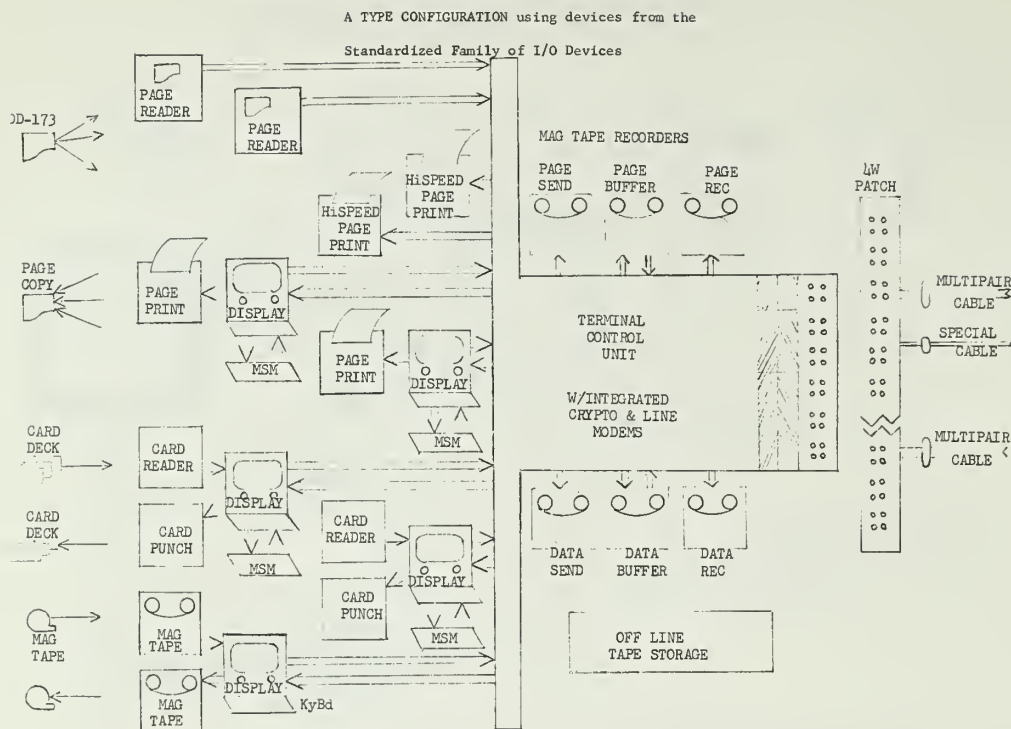 A TYPE CONFIGURATION using devices from the
Standardized Family of I/O Devices
DD-173
PAGE
READER
PAGE
READER
HiSPEED
PAGE
PRINT
HiSPEED
PAGE
PRINT
PAGE
COPY
PAGE
PRINT
DISPLAY
MSM
PAGE
PRINT
DISPLAY
MSM
CARD
DECK
CARD
READER
DISPLAY
CARD
DECK
CARD
PUNCH
MSM
CARD
READER
DISPLAY
CARD
PUNCH
MSM
MAG
TAPE
MAG
TAPE
DISPLAY
KyBd
MAG
TAPE
MAG TAPE RECORDERS
PAGE
SEND
PAGE
BUFFER
PAGE
REC
TERMINAL
CONTROL
UNIT
W/INTEGRATED
CRYPTO & LINE
MODEMS
DATA
SEND
DATA
BUFFER
DATA
REC
OFF LINE
TAPE STORAGE
4W
PATCH
MULTIPAIR
CABLE
SPECIAL
CABLE
MULTIPAIR
CABLE